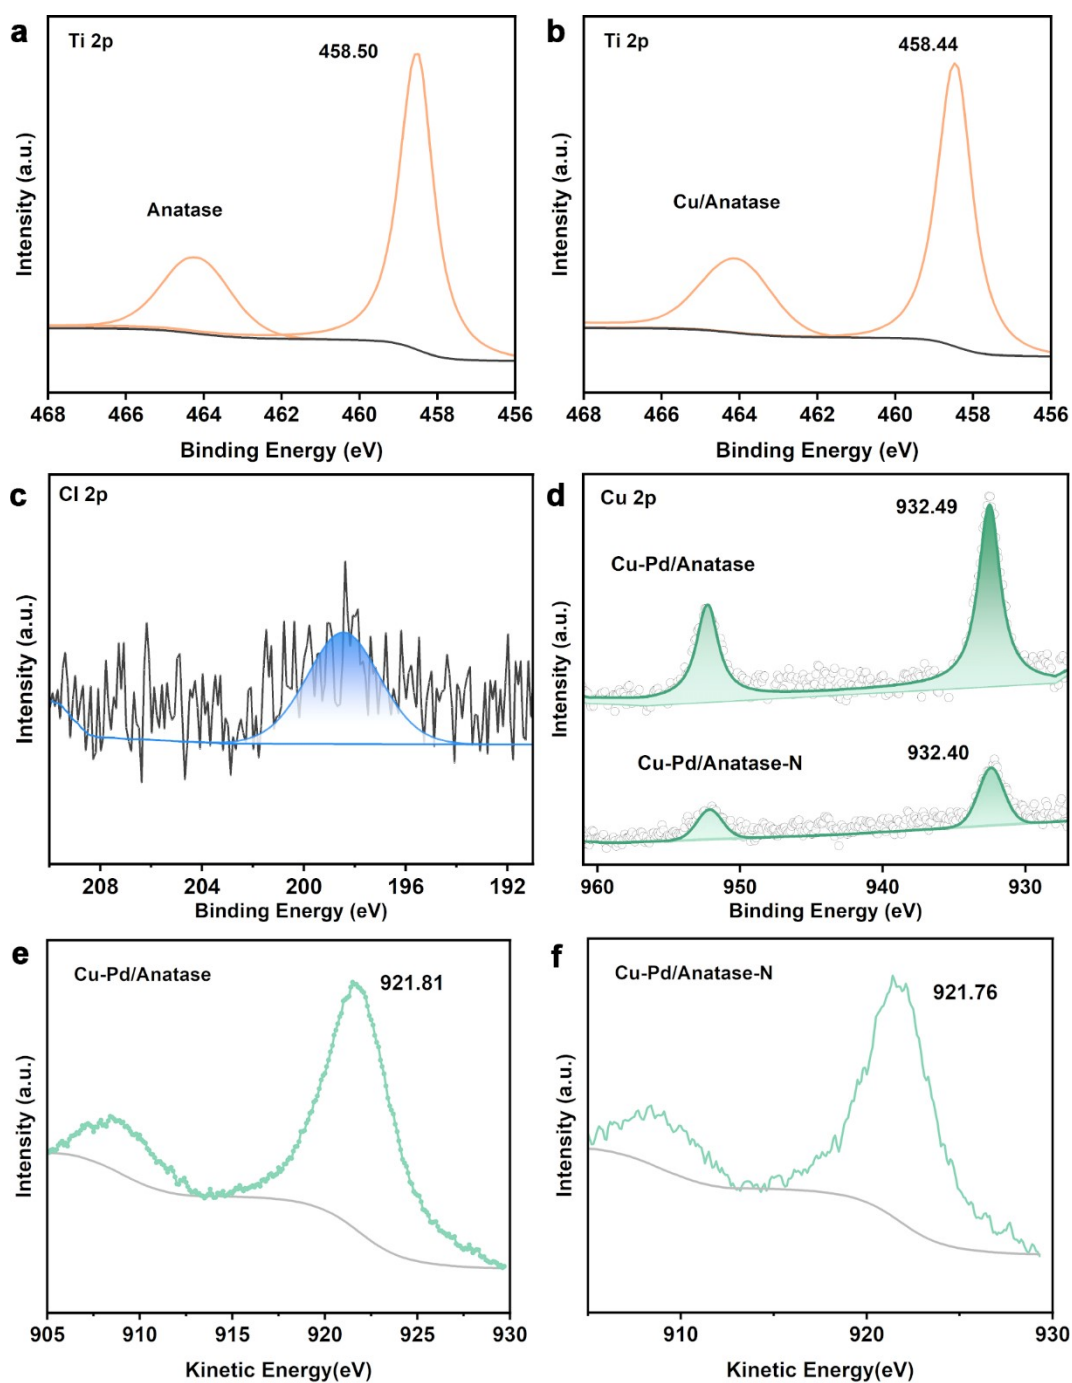 a
Ti 2p
458.50
Anatase
Intensity (a.u.)
468 466 464 462 460 458 456
Binding Energy (eV)
b
Ti 2p
458.44
Cu/Anatase
Intensity (a.u.)
468 466 464 462 460 458 456
Binding Energy (eV)
c
Cl 2p
Intensity (a.u.)
208 204 200 196 192
Binding Energy (eV)
d
Cu 2p
932.49
Cu-Pd/Anatase
Cu-Pd/Anatase-N
932.40
Intensity (a.u.)
960 950 940 930
Binding Energy (eV)
e
Cu-Pd/Anatase
921.81
Intensity (a.u.)
905 910 915 920 925 930
Kinetic Energy(eV)
f
Cu-Pd/Anatase-N
921.76
Intensity (a.u.)
910 920 930
Kinetic Energy(eV)